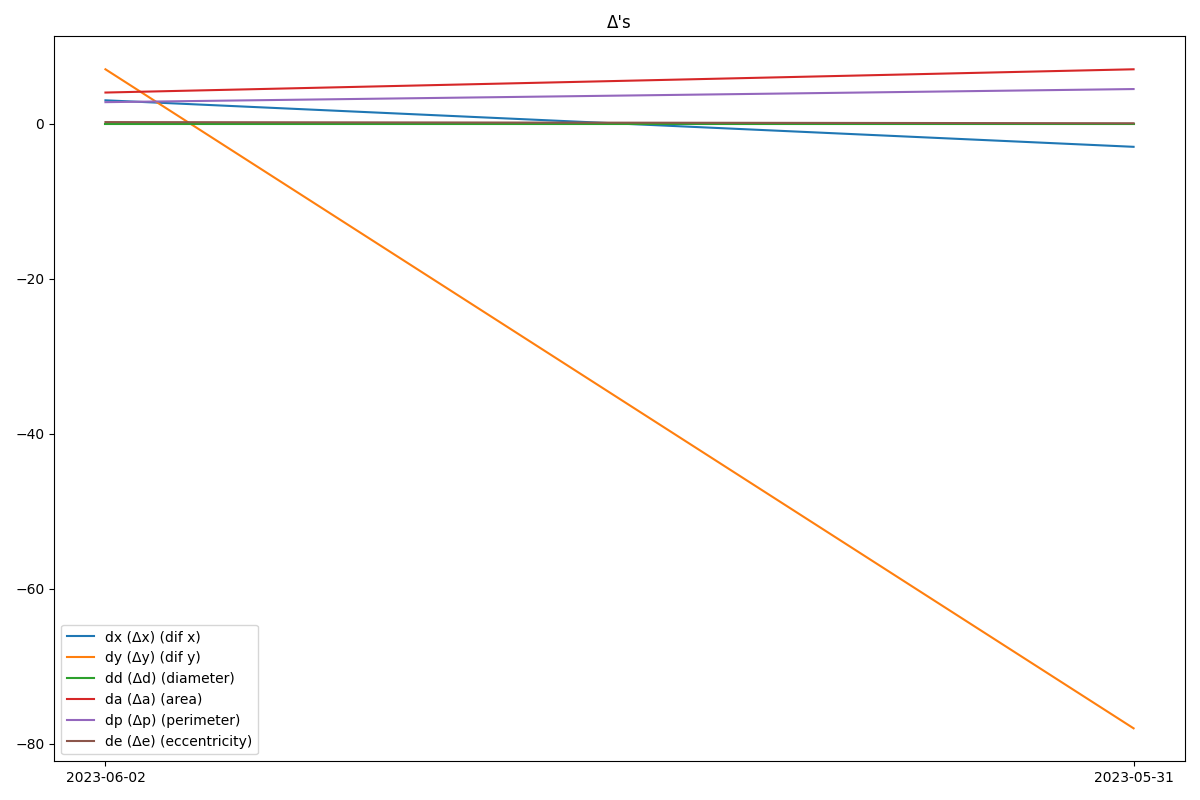 Δ's
0
−20
−40
−60
−80
dx (Δx) (dif x)
dy (Δy) (dif y)
dd (Δd) (diameter)
da (Δa) (area)
dp (Δp) (perimeter)
de (Δe) (eccentricity)
2023-06-02
2023-05-31